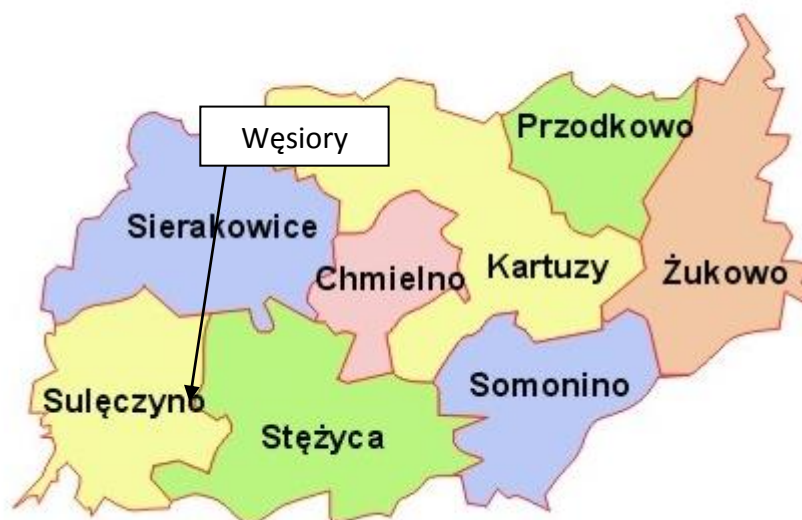 Węsiory
Przodkowo
Sierakowice
Chmielno
Kartuzy
Żukowo
Sulęczyno
Stężyca
Somonino